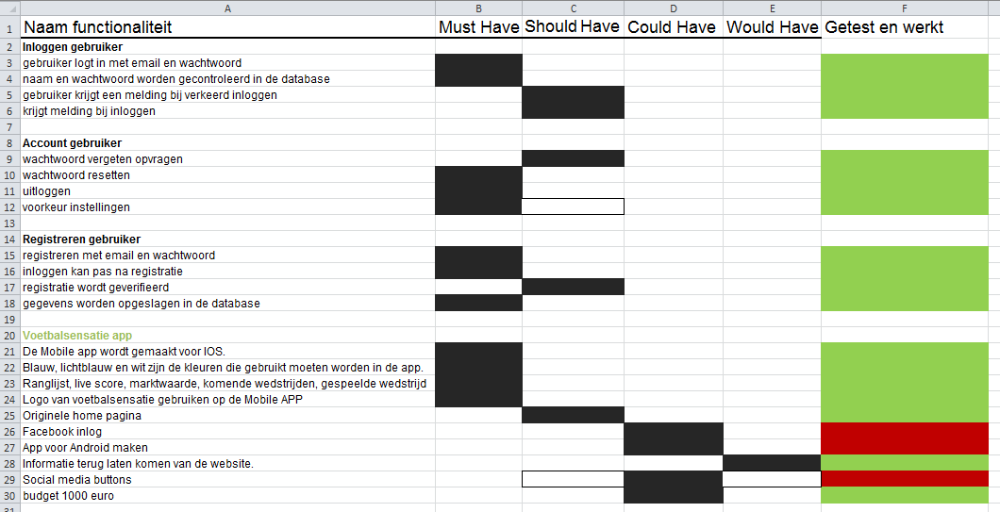 A B C D E F
1 Naam functionaliteit Must Have Should Have Could Have Would Have Getest en werkt
2 Inloggen gebruiker
3 gebruiker logt in met email en wachtwoord
4 naam en wachtwoord worden gecontroleerd in de database
5 gebruiker krijgt een melding bij verkeerd inloggen
6 krijgt melding bij inloggen
7
8 Account gebruiker
9 wachtwoord vergeten opvragen
10 wachtwoord resetten
11 uitloggen
12 voorkeur instellingen
13
14 Registreren gebruiker
15 registreren met email en wachtwoord
16 inloggen kan pas na registratie
17 registratie wordt geverifieerd
18 gegevens worden opgeslagen in de database
19
20 Voetbalsensatie app
21 De Mobile app wordt gemaakt voor IOS.
22 Blauw, lichtblauw en wit zijn de kleuren die gebruikt moeten worden in de app.
23 Ranglijst, live score, marktwaarde, komende wedstrijden, gespeelde wedstrijd
24 Logo van voetbalsensatie gebruiken op de Mobile APP
25 Originele home pagina
26 Facebook inlog
27 App voor Android maken
28 Informatie terug laten komen van de website.
29 Social media buttons
30 budget 1000 euro
31